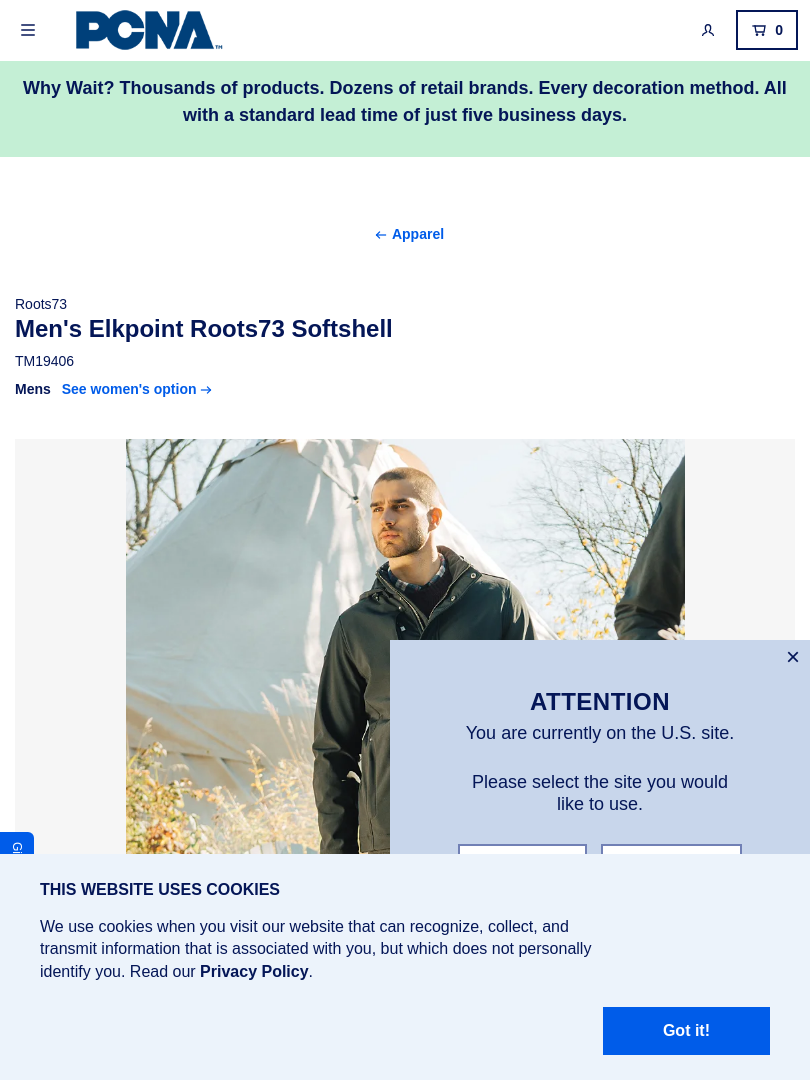 PCNA™
0
Why Wait? Thousands of products. Dozens of retail brands. Every decoration method. All
with a standard lead time of just five business days.
← Apparel
Roots73
Men's Elkpoint Roots73 Softshell
TM19406
Mens See women's option →
ATTENTION
You are currently on the U.S. site.
Please select the site you would
like to use.
THIS WEBSITE USES COOKIES
We use cookies when you visit our website that can recognize, collect, and
transmit information that is associated with you, but which does not personally
identify you. Read our Privacy Policy.
Got it!